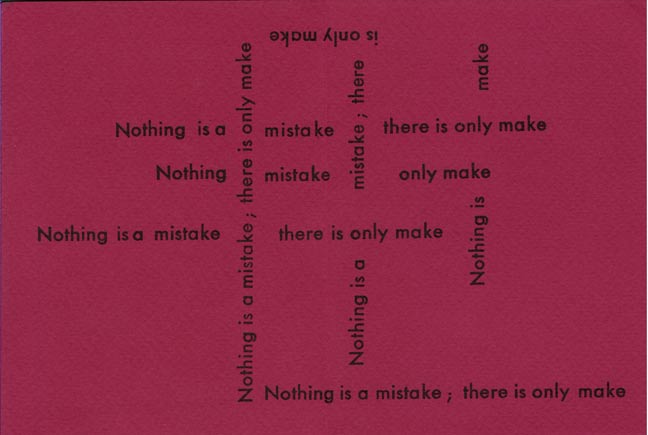 is only make
Nothing is a mistake there is only make
Nothing mistake only make
Nothing is a mistake there is only make
Nothing is a mistake ; there is only make
Nothing is a mistake ; there is only make
Nothing is a mistake ; there
Nothing is make